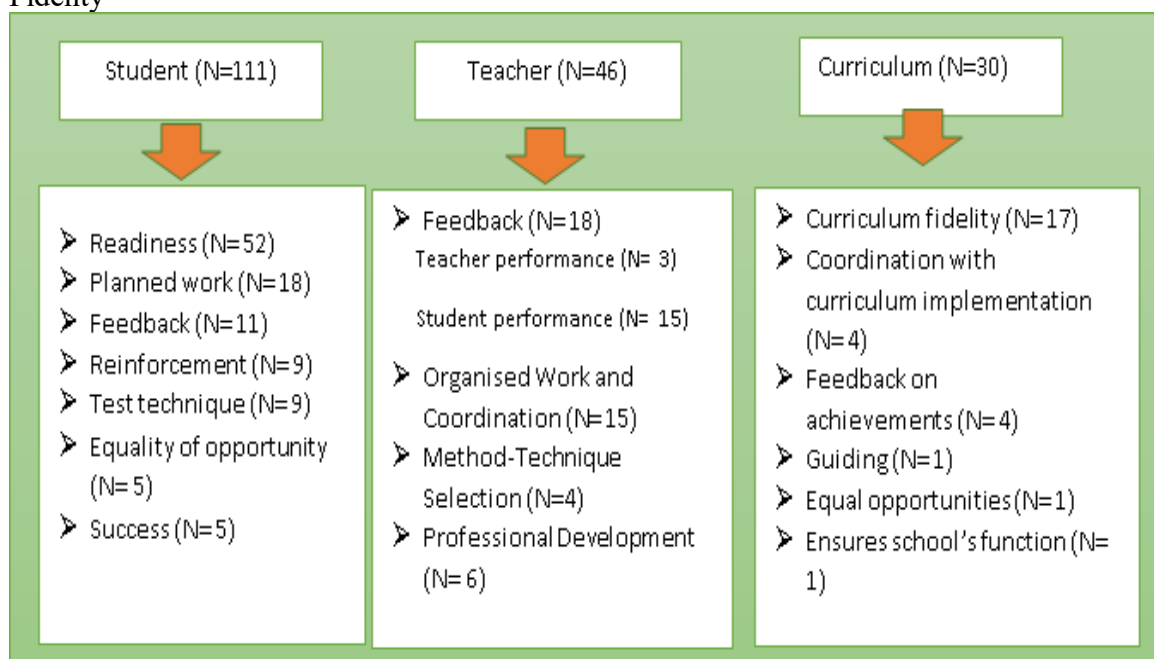 Fidelity
Student (N=111)
Readiness (N=52)
Planned work (N=18)
Feedback (N=11)
Reinforcement (N=9)
Test technique (N=9)
Equality of opportunity
(N=5)
Success (N=5)
Teacher (N=46)
Feedback (N=18)
Teacher performance (N= 3)
Student performance (N= 15)
Organised Work and
Coordination (N=15)
Method-Technique
Selection (N=4)
Professional Development
(N= 6)
Curriculum (N=30)
Curriculum fidelity (N=17)
Coordination with
curriculum implementation
(N=4)
Feedback on
achievements (N=4)
Guiding (N=1)
Equal opportunities (N=1)
Ensures school's function (N=
1)